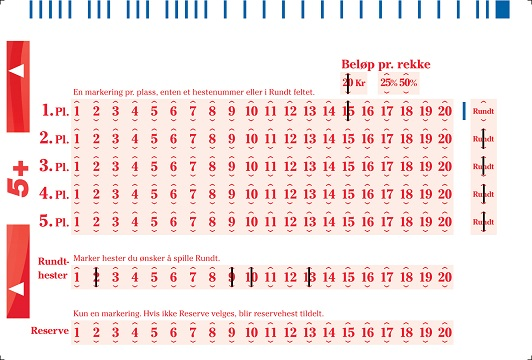 Beløp pr. rekke
20 Kr 25% 50%
En markering pr. plass, enten et hestenummer eller i Rundt feltet.
1. Pl. 1 2 3 4 5 6 7 8 9 10 11 12 13 14 15 16 17 18 19 20 Rundt
2. Pl. 1 2 3 4 5 6 7 8 9 10 11 12 13 14 15 16 17 18 19 20 Rundt
3. Pl. 1 2 3 4 5 6 7 8 9 10 11 12 13 14 15 16 17 18 19 20 Rundt
4. Pl. 1 2 3 4 5 6 7 8 9 10 11 12 13 14 15 16 17 18 19 20 Rundt
5. Pl. 1 2 3 4 5 6 7 8 9 10 11 12 13 14 15 16 17 18 19 20 Rundt
5+
Marker hester du ønsker å spille Rundt.
Rundt-
hester 1 2 3 4 5 6 7 8 9 10 11 12 13 14 15 16 17 18 19 20
Kun en markering. Hvis ikke Reserve velges, blir reservehest tildelt.
Reserve 1 2 3 4 5 6 7 8 9 10 11 12 13 14 15 16 17 18 19 20